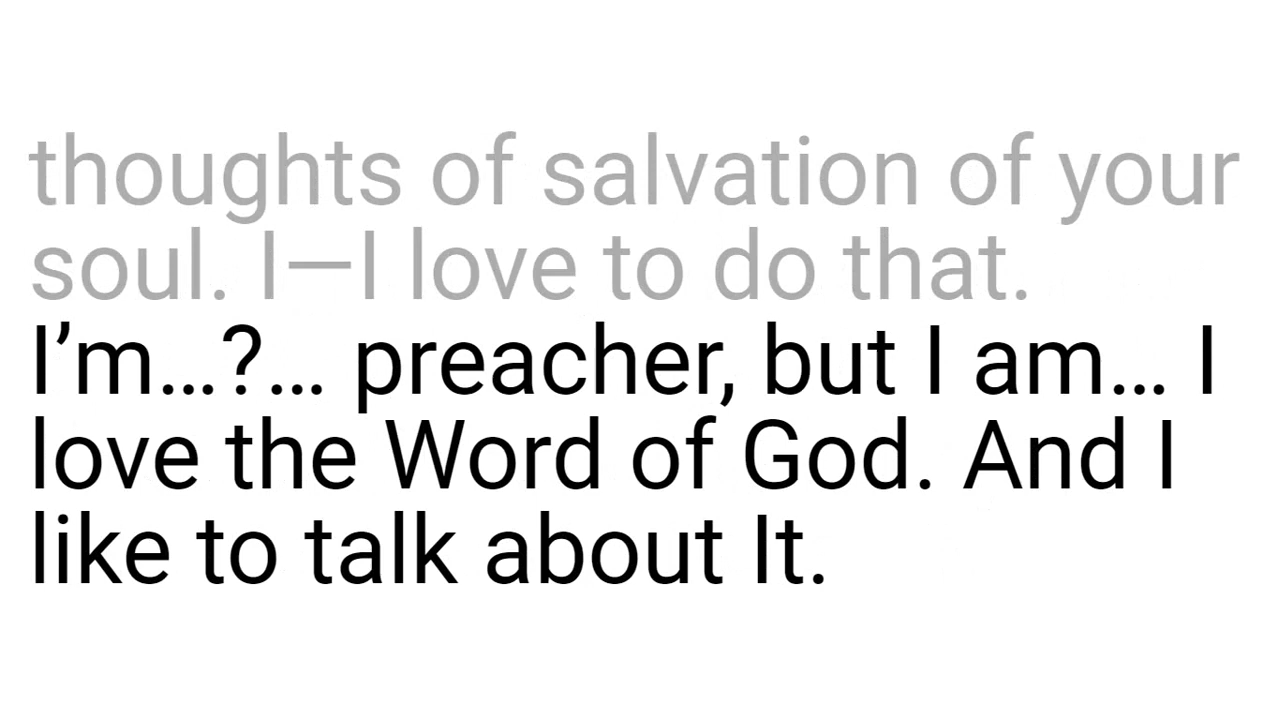 thoughts of salvation of your
soul. I—I love to do that.
I’m…?… preacher, but I am… I
love the Word of God. And I
like to talk about It.